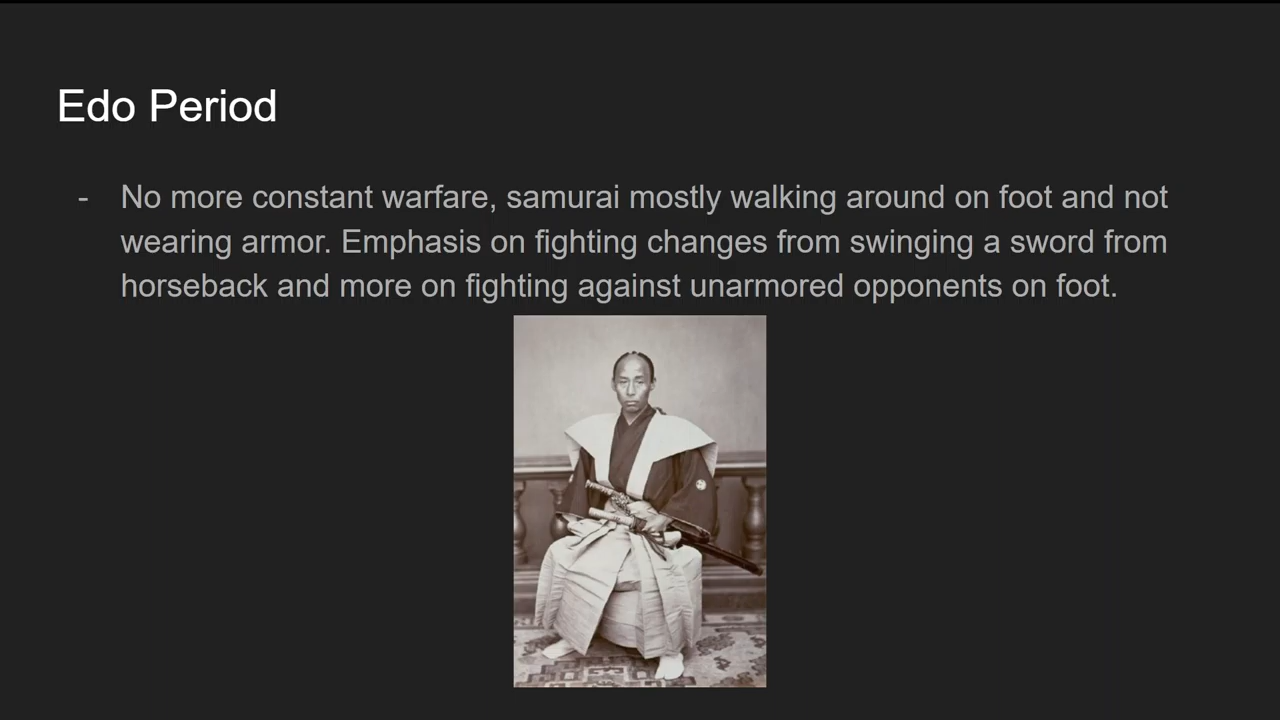 Edo Period
- No more constant warfare, samurai mostly walking around on foot and not
wearing armor. Emphasis on fighting changes from swinging a sword from
horseback and more on fighting against unarmored opponents on foot.